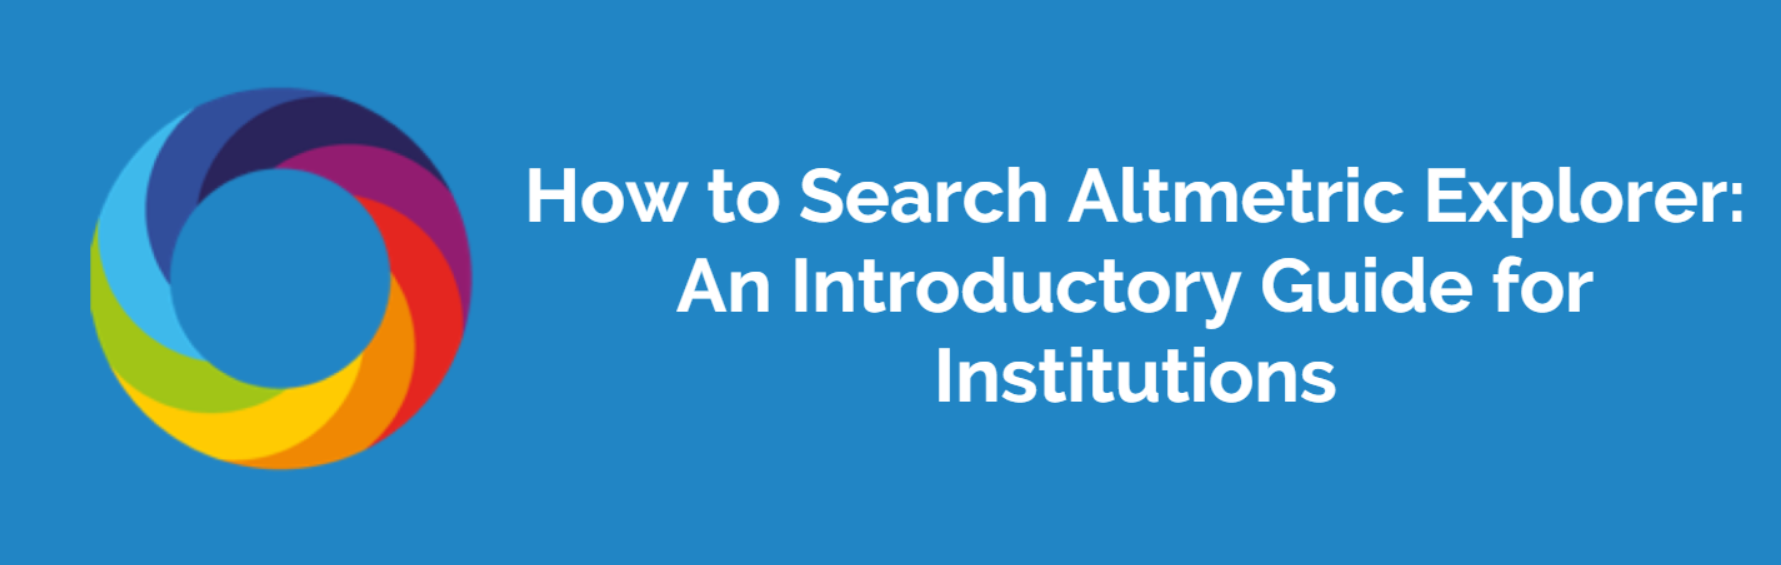 How to Search Altmetric Explorer:
An Introductory Guide for
Institutions